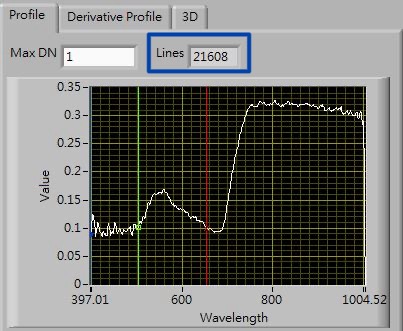 Profile Derivative Profile 3D
Max DN 1 Lines 21608
0.35
0.3
0.25
0.2
0.15
0.1
0.05
0
Value
397.01 600 800 1004.52
Wavelength